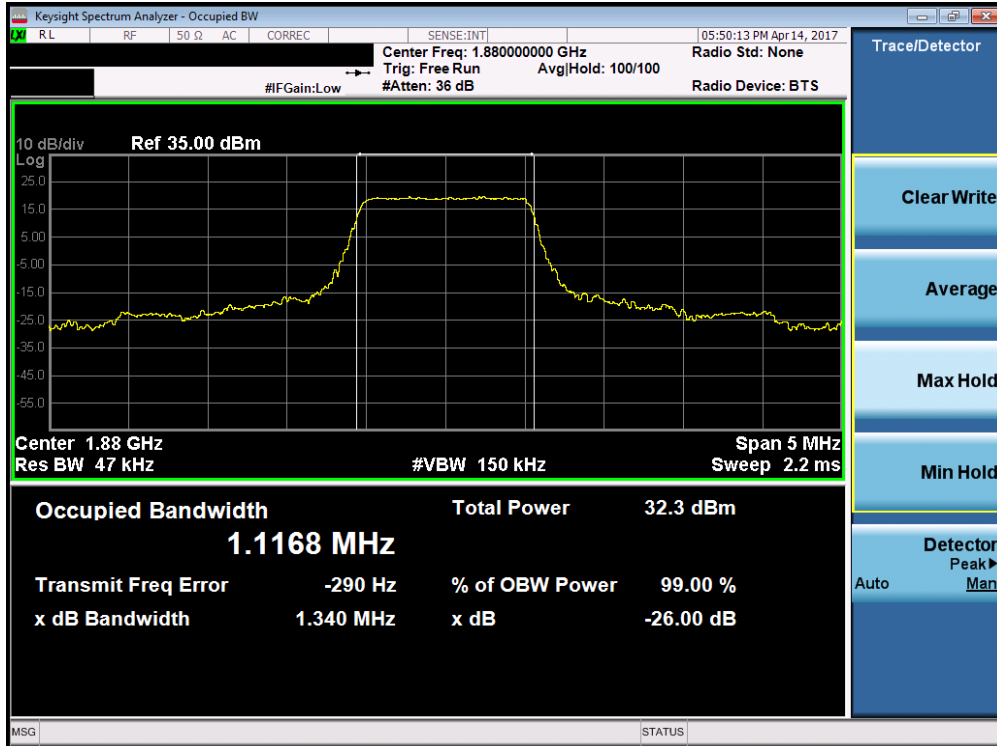 Keysight Spectrum Analyzer - Occupied BW
LXI RL RF 50 Ω AC CORREC SENSE:INT 05:50:13 PM Apr 14, 2017
Center Freq: 1.880000000 GHz Radio Std: None
Trig: Free Run Avg|Hold: 100/100
#IFGain:Low #Atten: 36 dB Radio Device: BTS
Trace/Detector
10 dB/div Ref 35.00 dBm
Log
25.0
15.0
5.00
-5.00
-15.0
-25.0
-35.0
-45.0
-55.0
Center 1.88 GHz Span 5 MHz
Res BW 47 kHz #VBW 150 kHz Sweep 2.2 ms
Clear Write
Average
Max Hold
Min Hold
Detector
Peak▶
Auto Man
Occupied Bandwidth Total Power 32.3 dBm
1.1168 MHz
Transmit Freq Error -290 Hz % of OBW Power 99.00 %
x dB Bandwidth 1.340 MHz x dB -26.00 dB
MSG STATUS